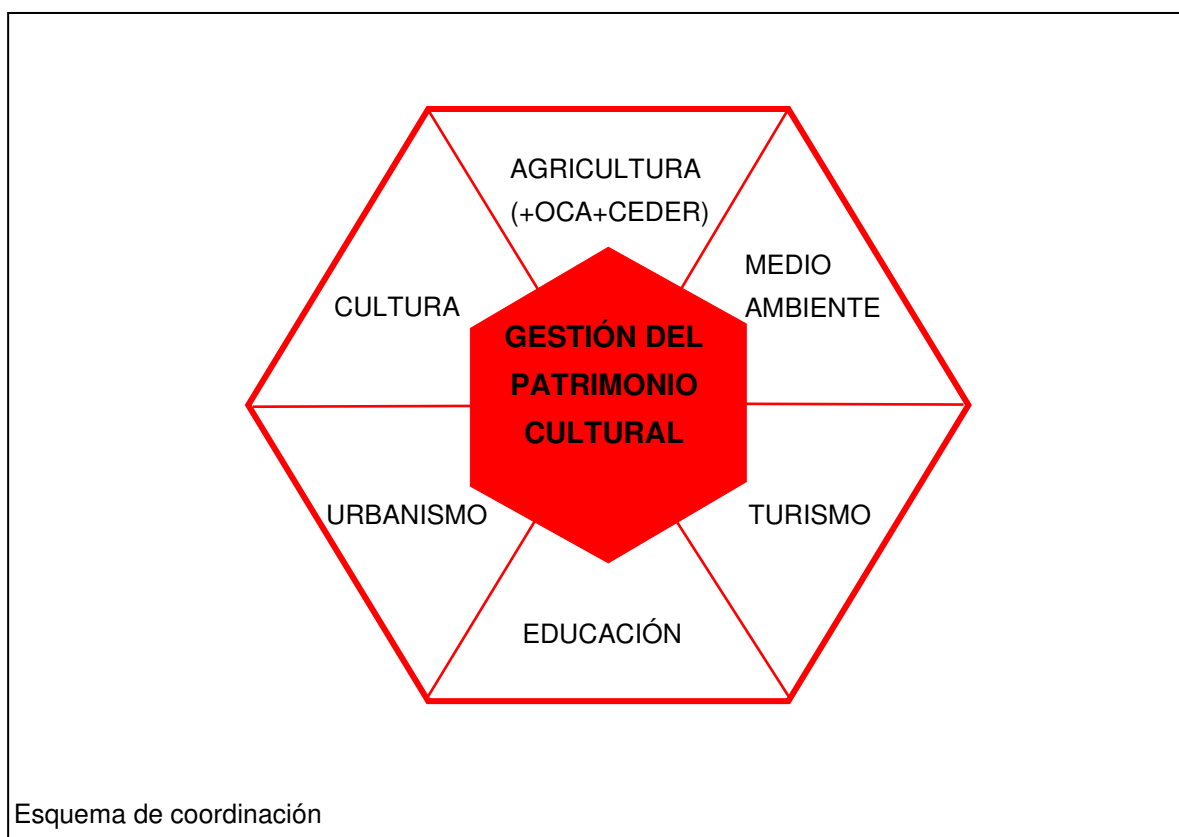 AGRICULTURA
(+OCA+CEDER)
MEDIO
AMBIENTE
CULTURA
GESTIÓN DEL
PATRIMONIO
CULTURAL
URBANISMO
TURISMO
EDUCACIÓN
Esquema de coordinación